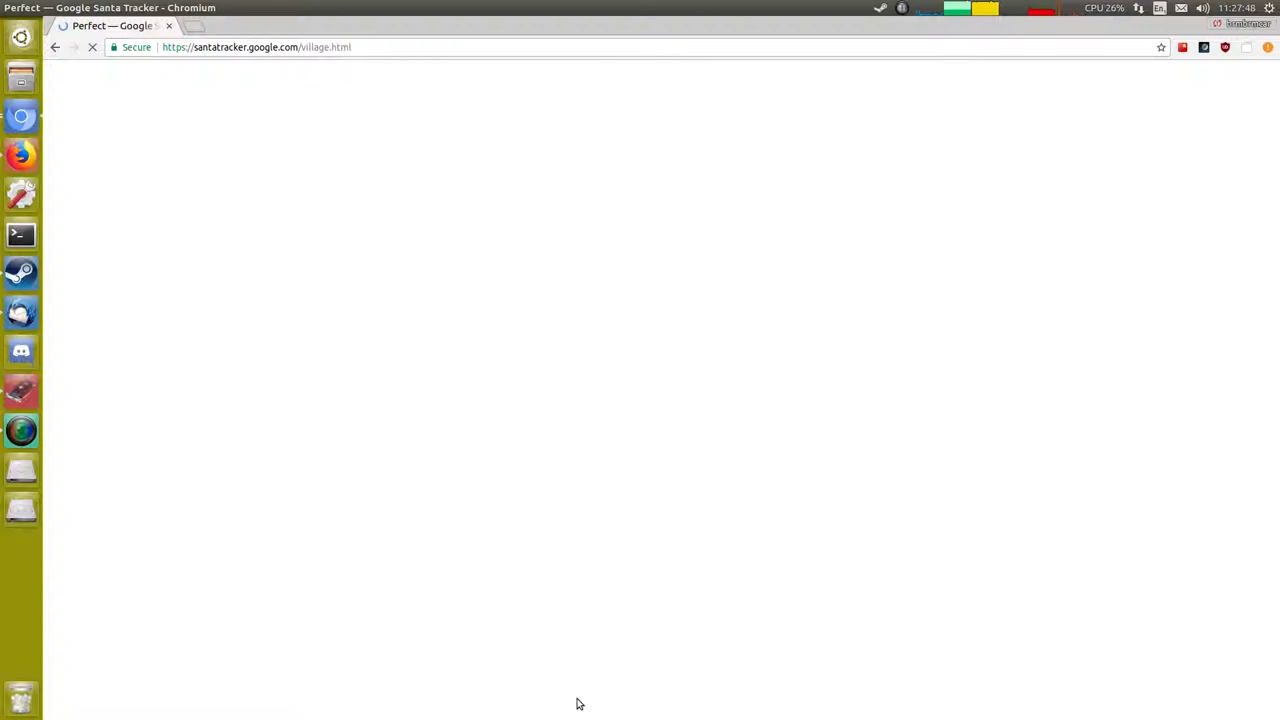 Perfect — Google Santa Tracker - Chromium
CPU 26%
En
11:27:48
Perfect — Google S
brmbrmcar
Secure
https://santatracker.google.com/village.html